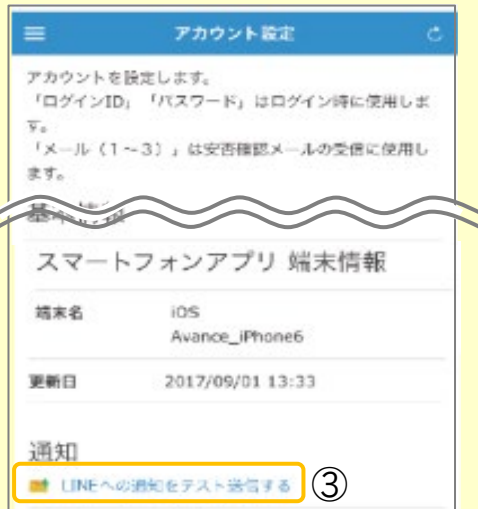 アカウント設定
アカウントを設定します。
「ログインID」「パスワード」はログイン時に使用しま
す。
「メール（1～3）」は安否確認メールの受信に使用し
ます。
スマートフォンアプリ 端末情報
端末名 iOS
Avance_iPhone6
更新日 2017/09/01 13:33
通知
LINEへの通知をテスト送信する ③